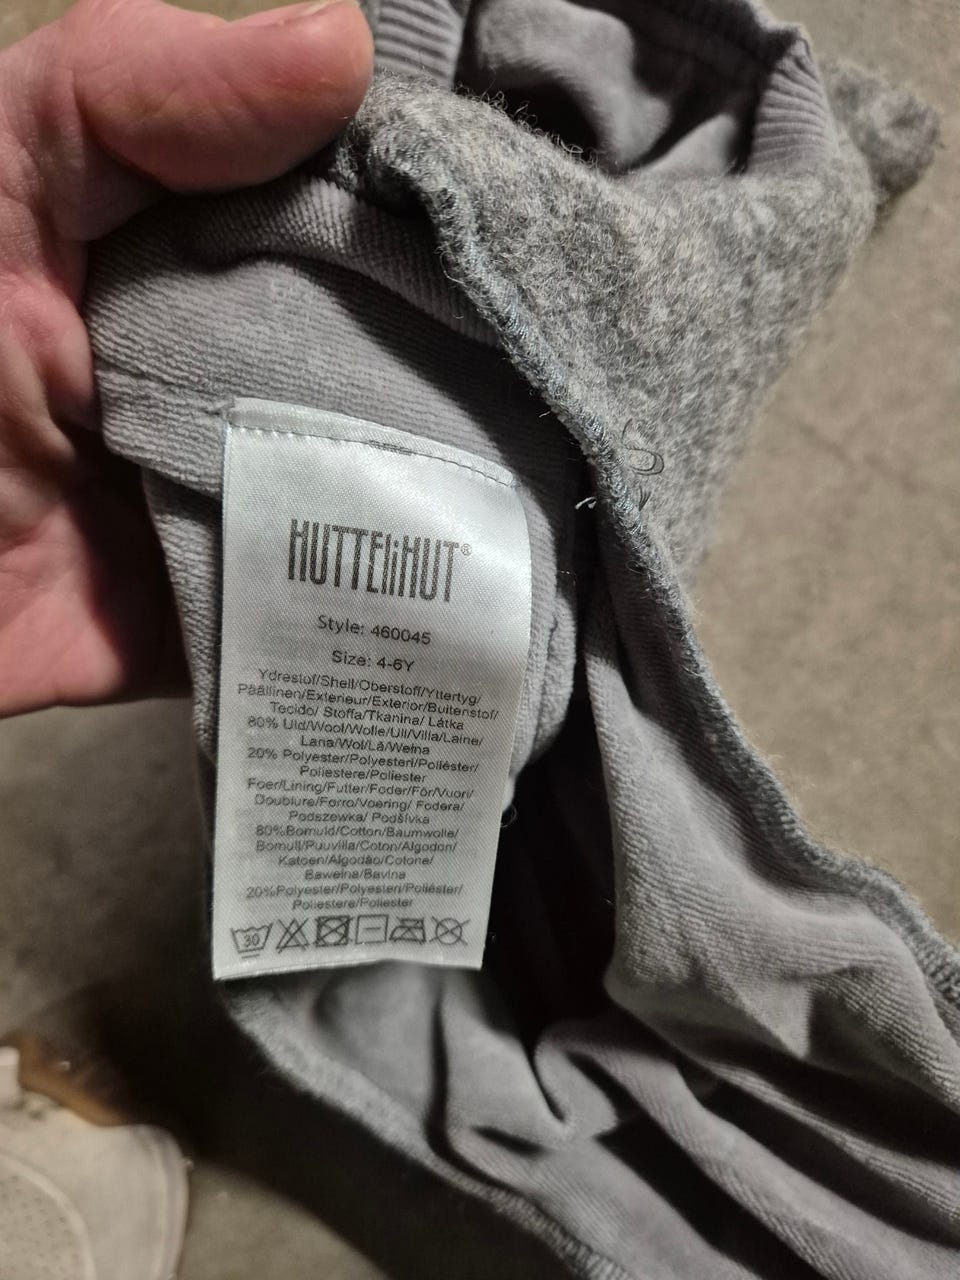 HUTTEliHUT®
Style: 460045
Size: 4-6Y
Ydrestof/Shell/Oberstoff/Yttertyg/
Päällinen/Exterieur/Exterior/Buitenstof/
Tecido/ Stoffa/Tkanina/ Látka
80% Uld/Wool/Wolle/Ull/Villa/Laine/
Lana/Wol/Lã/Wełna
20% Polyester/Polyesteri/Poliéster/
Poliestere/Poliester
Foer/Lining/Futter/Foder/Fór/Vuori/
Doublure/Forro/Voering/ Fodera/
Podszewka/ Podšívka
80%Bomuld/Cotton/Baumwolle/
Bomull/Puuvilla/Coton/Algodon/
Katoen/Algodão/Cotone/
Bawełna/Bavlna
20%Polyester/Polyesteri/Poliéster/
Poliestere/Poliester
30